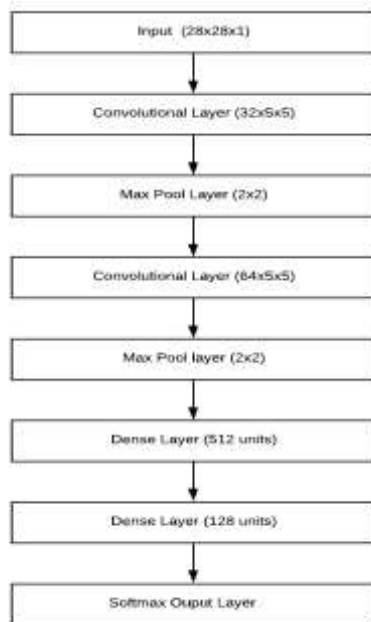 Input (28x28x1)
Convolutional Layer (32x5x5)
Max Pool Layer (2x2)
Convolutional Layer (64x5x5)
Max Pool layer (2x2)
Dense Layer (512 units)
Dense Layer (128 units)
Softmax Ouput Layer